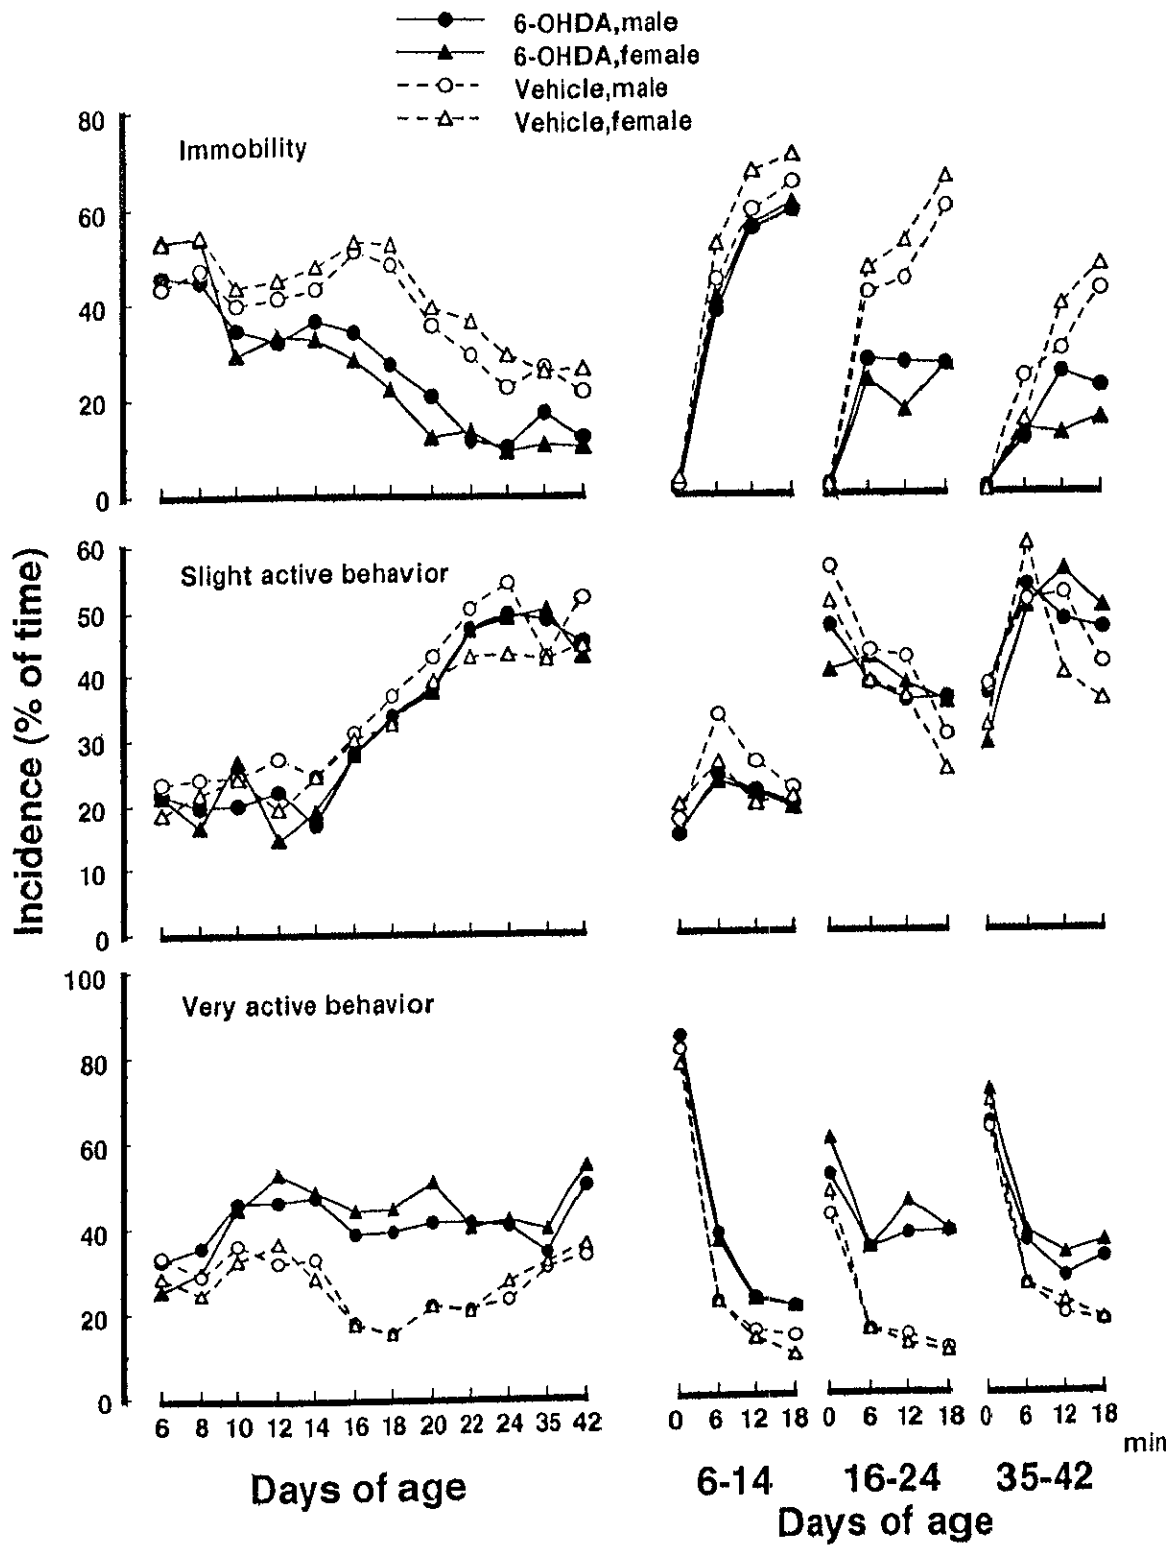 6-OHDA,male
6-OHDA,female
Vehicle,male
Vehicle,female
Immobility
80
60
40
20
0
Incidence (% of time)
Slight active behavior
60
50
40
30
20
10
0
Very active behavior
100
80
60
40
20
0
6 8 10 12 14 16 18 20 22 24 35 42
0 6 12 18 0 6 12 18 0 6 12 18
min
Days of age
6-14 16-24 35-42
Days of age